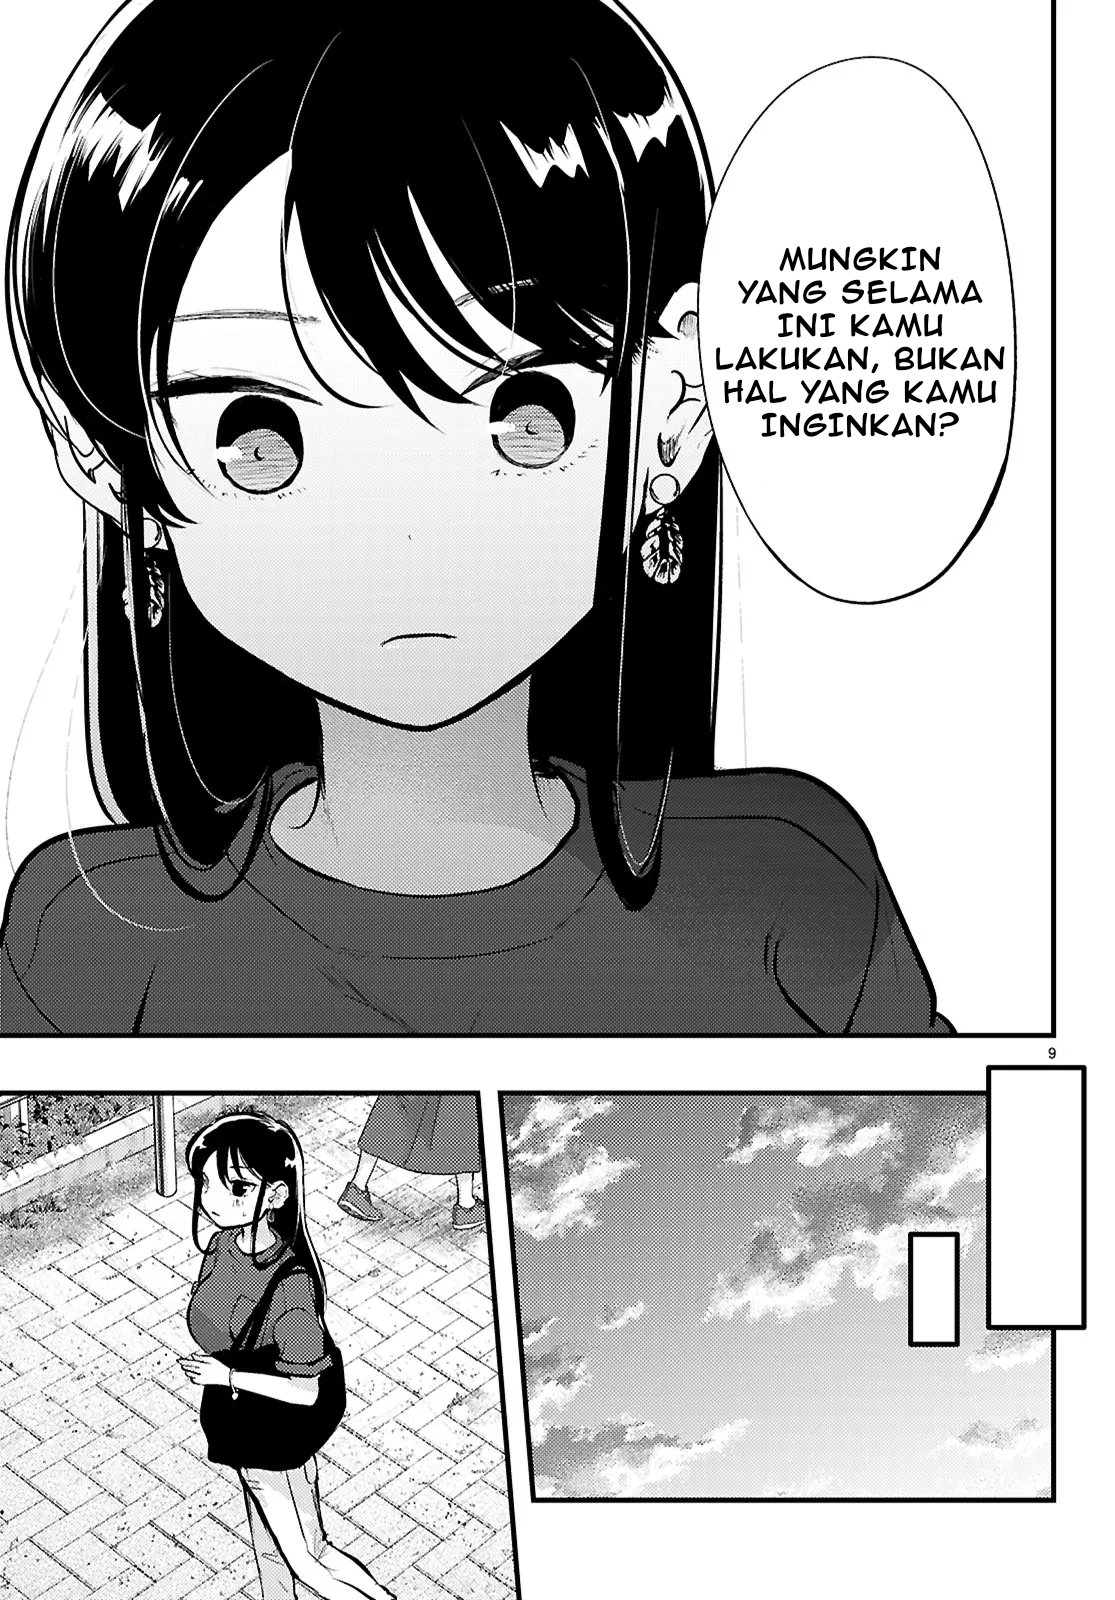 MUNGKIN
YANG SELAMA
INI KAMU
LAKUKAN, BUKAN
HAL YANG KAMU
INGINKAN?
9